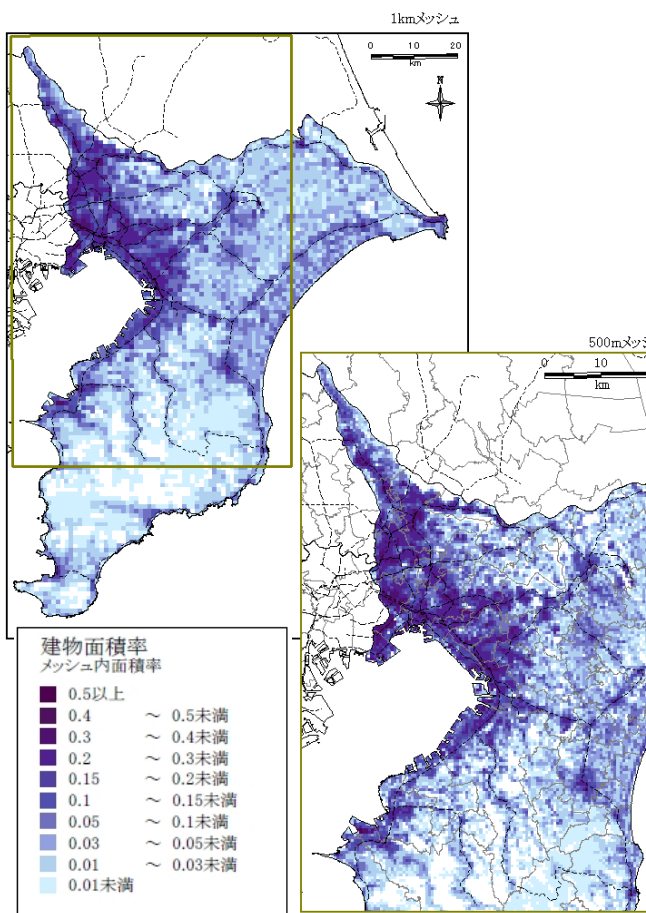 1kmメッシュ
0 10 20
km
N
500mメッシ
0 10
km
建物面積率
メッシュ内面積率
0.5以上
0.4 ～ 0.5未満
0.3 ～ 0.4未満
0.2 ～ 0.3未満
0.15 ～ 0.2未満
0.1 ～ 0.15未満
0.05 ～ 0.1未満
0.03 ～ 0.05未満
0.01 ～ 0.03未満
0.01未満